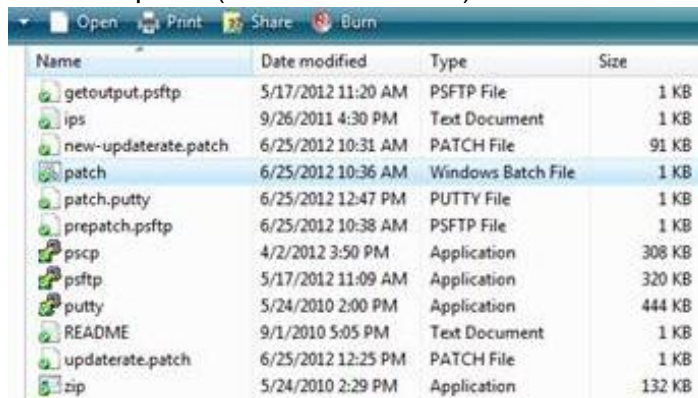 Open Print Share Burn
Name Date modified Type Size
getoutput.psftp 5/17/2012 11:20 AM PSFTP File 1 KB
ips 9/26/2011 4:30 PM Text Document 1 KB
new-updaterate.patch 6/25/2012 10:31 AM PATCH File 91 KB
patch 6/25/2012 10:36 AM Windows Batch File 1 KB
patch.putty 6/25/2012 12:47 PM PUTTY File 1 KB
prepatch.psftp 6/25/2012 10:38 AM PSFTP File 1 KB
pscp 4/2/2012 3:50 PM Application 308 KB
psftp 5/17/2012 11:09 AM Application 320 KB
putty 5/24/2010 2:00 PM Application 444 KB
README 9/1/2010 5:05 PM Text Document 1 KB
updaterate.patch 6/25/2012 12:25 PM PATCH File 1 KB
zip 5/24/2010 2:29 PM Application 132 KB